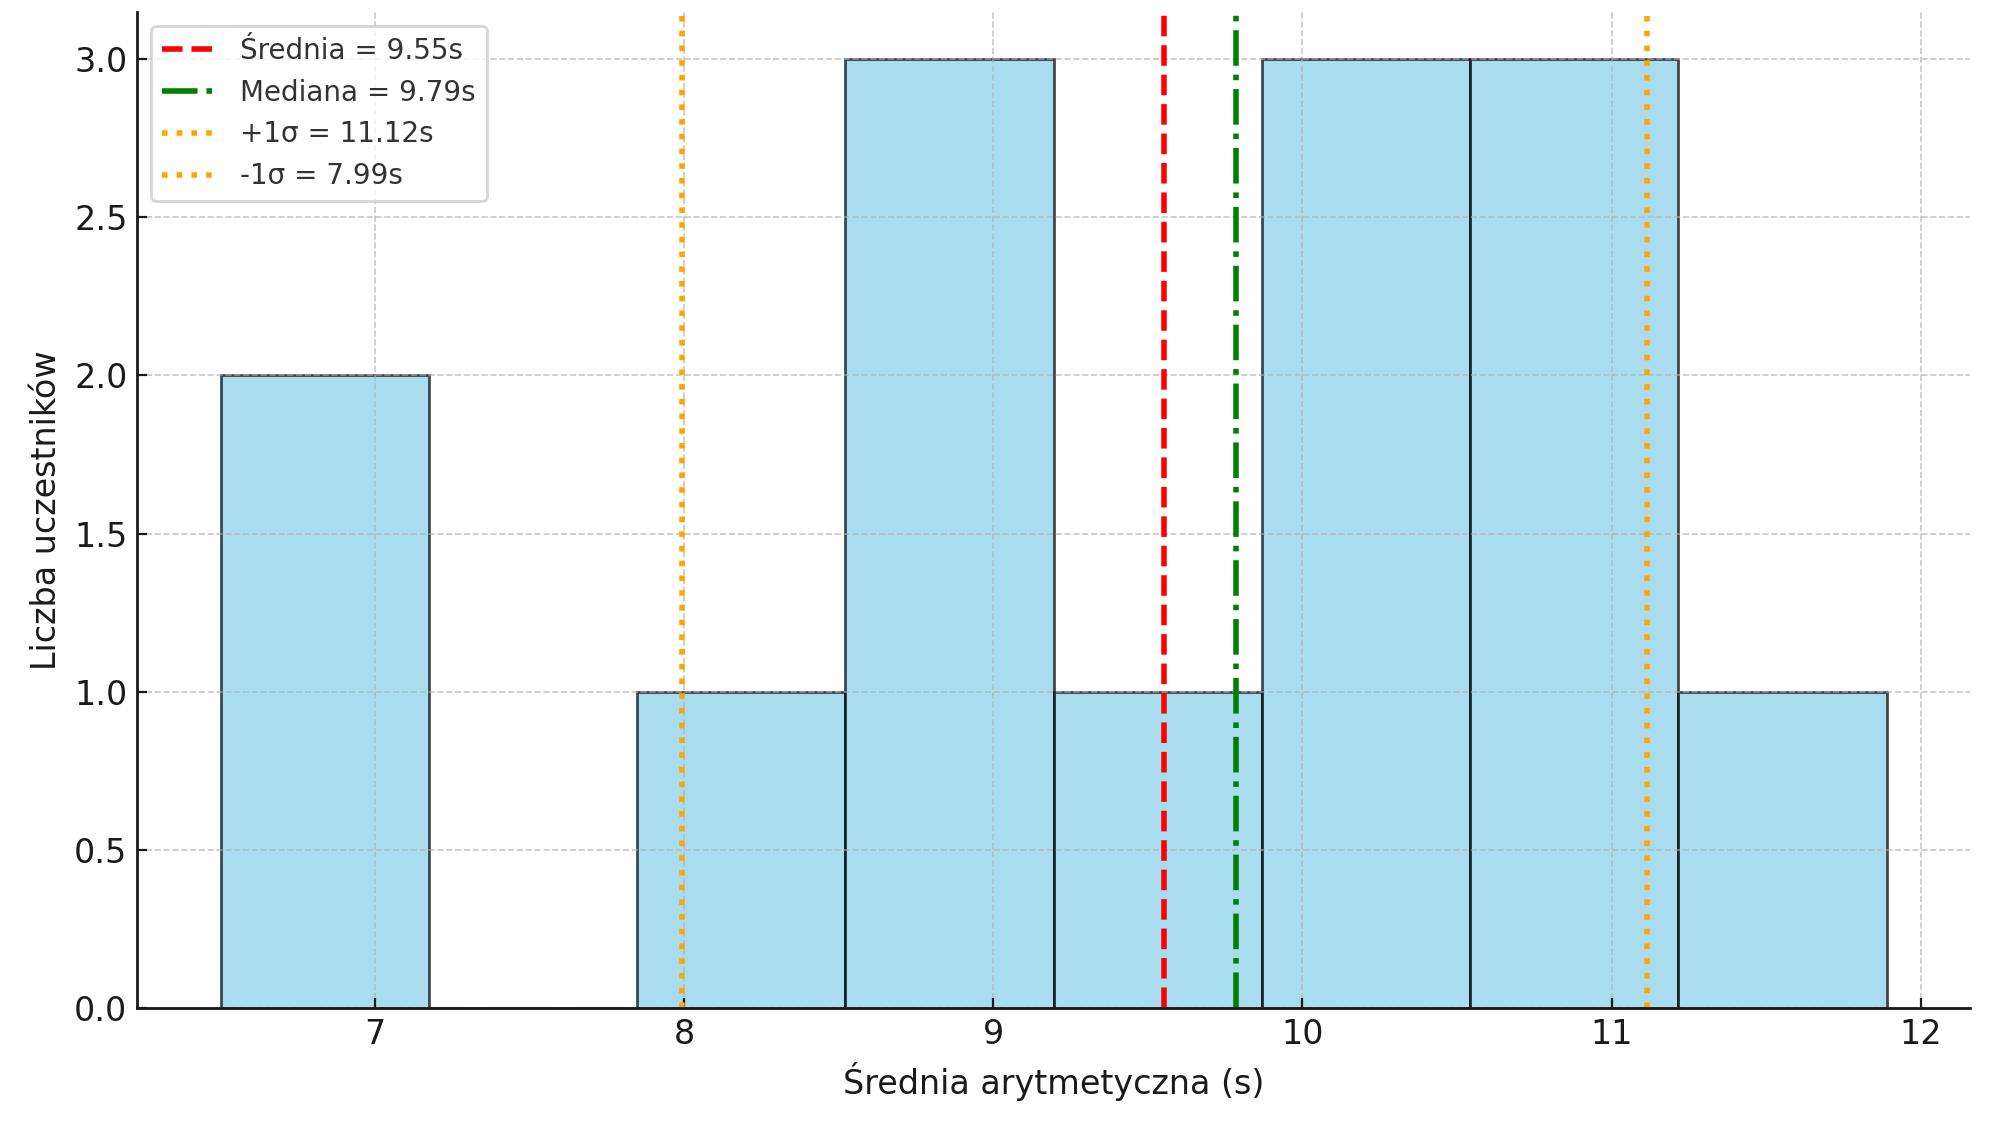 Średnia = 9.55s
Mediana = 9.79s
+1σ = 11.12s
-1σ = 7.99s
3.0
2.5
2.0
1.5
1.0
0.5
0.0
Liczba uczestników
7 8 9 10 11 12
Średnia arytmetyczna (s)